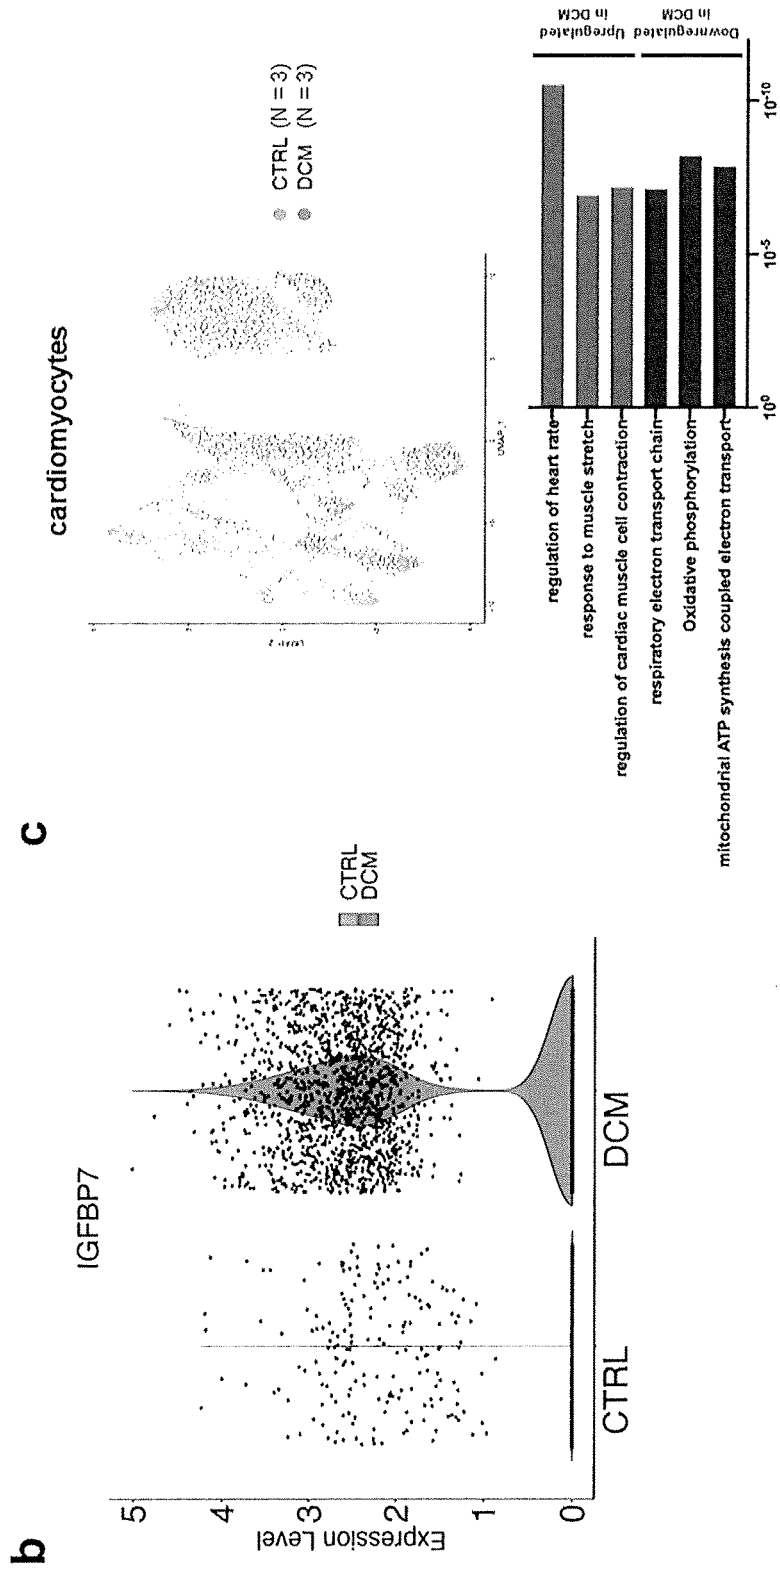 b
IGFBP7
Expression Level
5
4
3
2
1
0
CTRL
DCM
CTRL
DCM
c
cardiomyocytes
CTRL (N = 3)
DCM (N = 3)
regulation of heart rate
response to muscle stretch
regulation of cardiac muscle cell contraction
respiratory electron transport chain
Oxidative phosphorylation
mitochondrial ATP synthesis coupled electron transport
10⁰
10⁻⁵
10⁻¹⁰
Upregulated
in DCM
Downregulated
in DCM